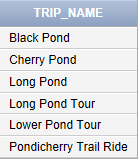 TRIP_NAME
Black Pond
Cherry Pond
Long Pond
Long Pond Tour
Lower Pond Tour
Pondicherry Trail Ride